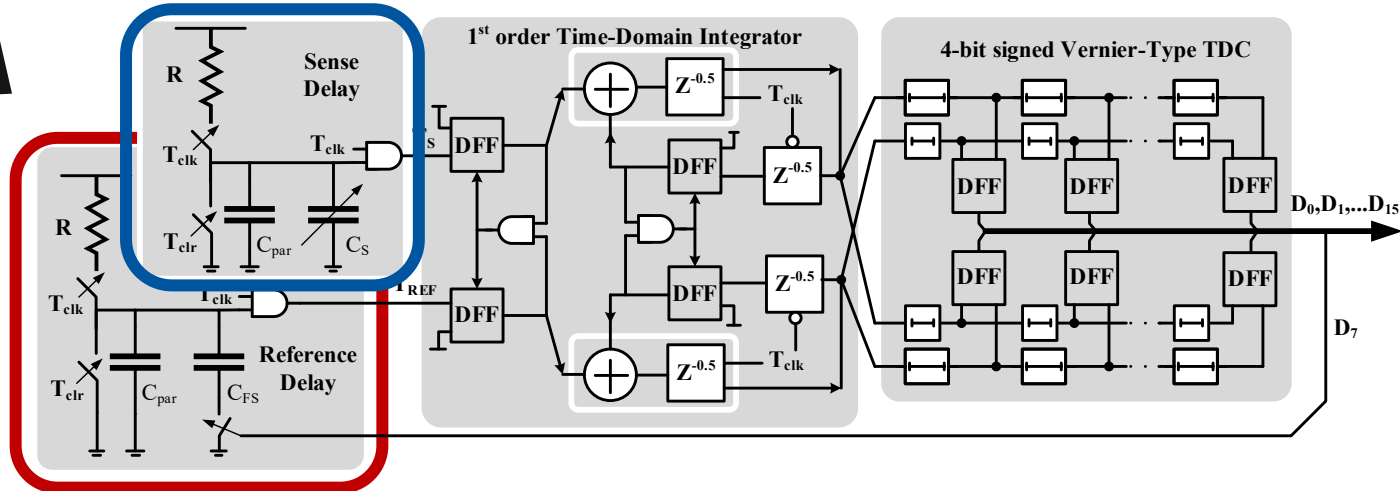 1st order Time-Domain Integrator
4-bit signed Vernier-Type TDC
Sense
Delay
R
Tclk
Tclk
Tclr
Cpar
CS
R
Tclk
Tclk
Tclr
Cpar
CFS
Reference
Delay
TREF
DFF
DFF
Z-0.5
Tclk
DFF
Z-0.5
DFF
Z-0.5
Tclk
Z-0.5
DFF
DFF
DFF
DFF
DFF
DFF
D0,D1,...D15
D7